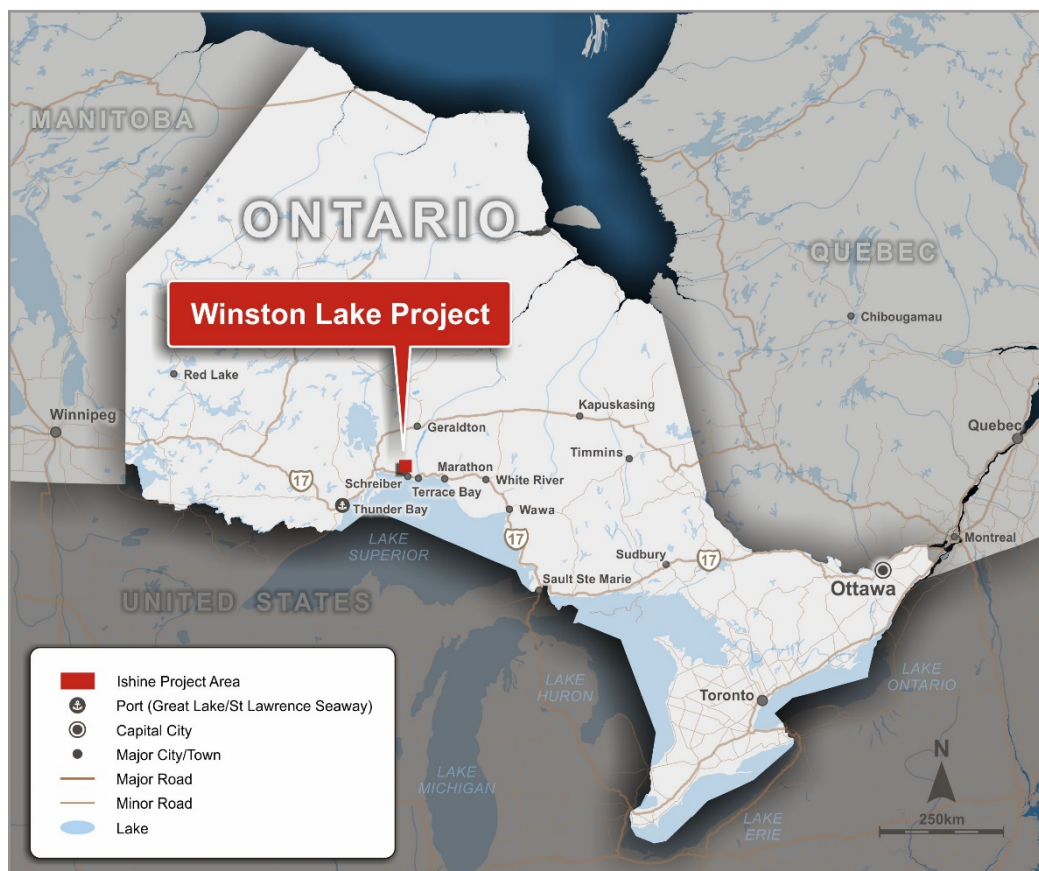 MANITOBA
ONTARIO
QUEBEC
Chibougamau
Winston Lake Project
Red Lake
Winnipeg
Kapuskasing
Geraldton
Quebec
Timmins
17
Schreiber
Marathon
Terrace Bay
White River
Thunder Bay
Wawa
LAKE
SUPERIOR
17
Montreal
Sudbury
17
Sault Ste Marie
Ottawa
UNITED STATES
LAKE
HURON
LAKE
ONTARIO
Toronto
LAKE
MICHIGAN
LAKE
ERIE
N
250km
Ishine Project Area
Port (Great Lake/St Lawrence Seaway)
Capital City
Major City/Town
Major Road
Minor Road
Lake